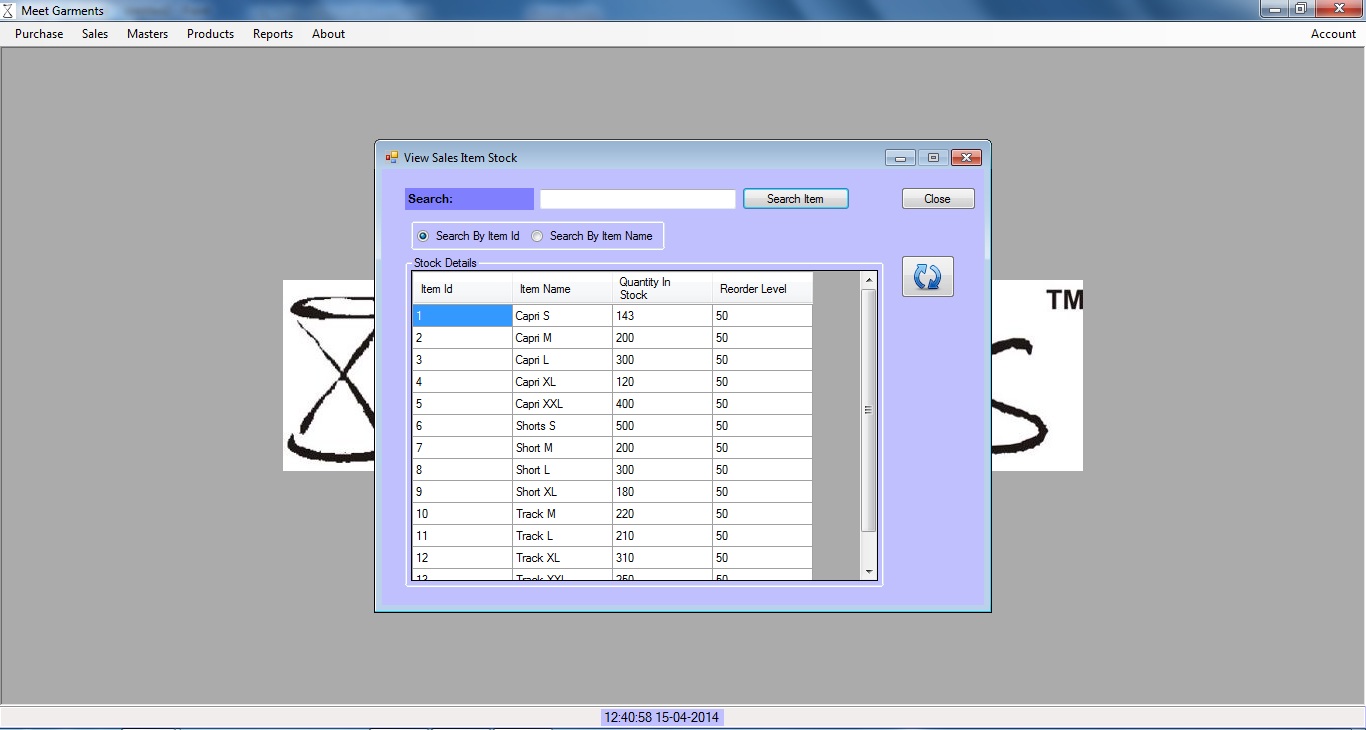 Meet Garments
Purchase Sales Masters Products Reports About Account
View Sales Item Stock
Search: Search Item Close
Search By Item Id Search By Item Name
Stock Details
Item Id Item Name Quantity In Stock Reorder Level
1 Capri S 143 50
2 Capri M 200 50
3 Capri L 300 50
4 Capri XL 120 50
5 Capri XXL 400 50
6 Shorts S 500 50
7 Short M 200 50
8 Short L 300 50
9 Short XL 180 50
10 Track M 220 50
11 Track L 210 50
12 Track XL 310 50
13 Track XXL 250 50
TM
S
12:40:58 15-04-2014